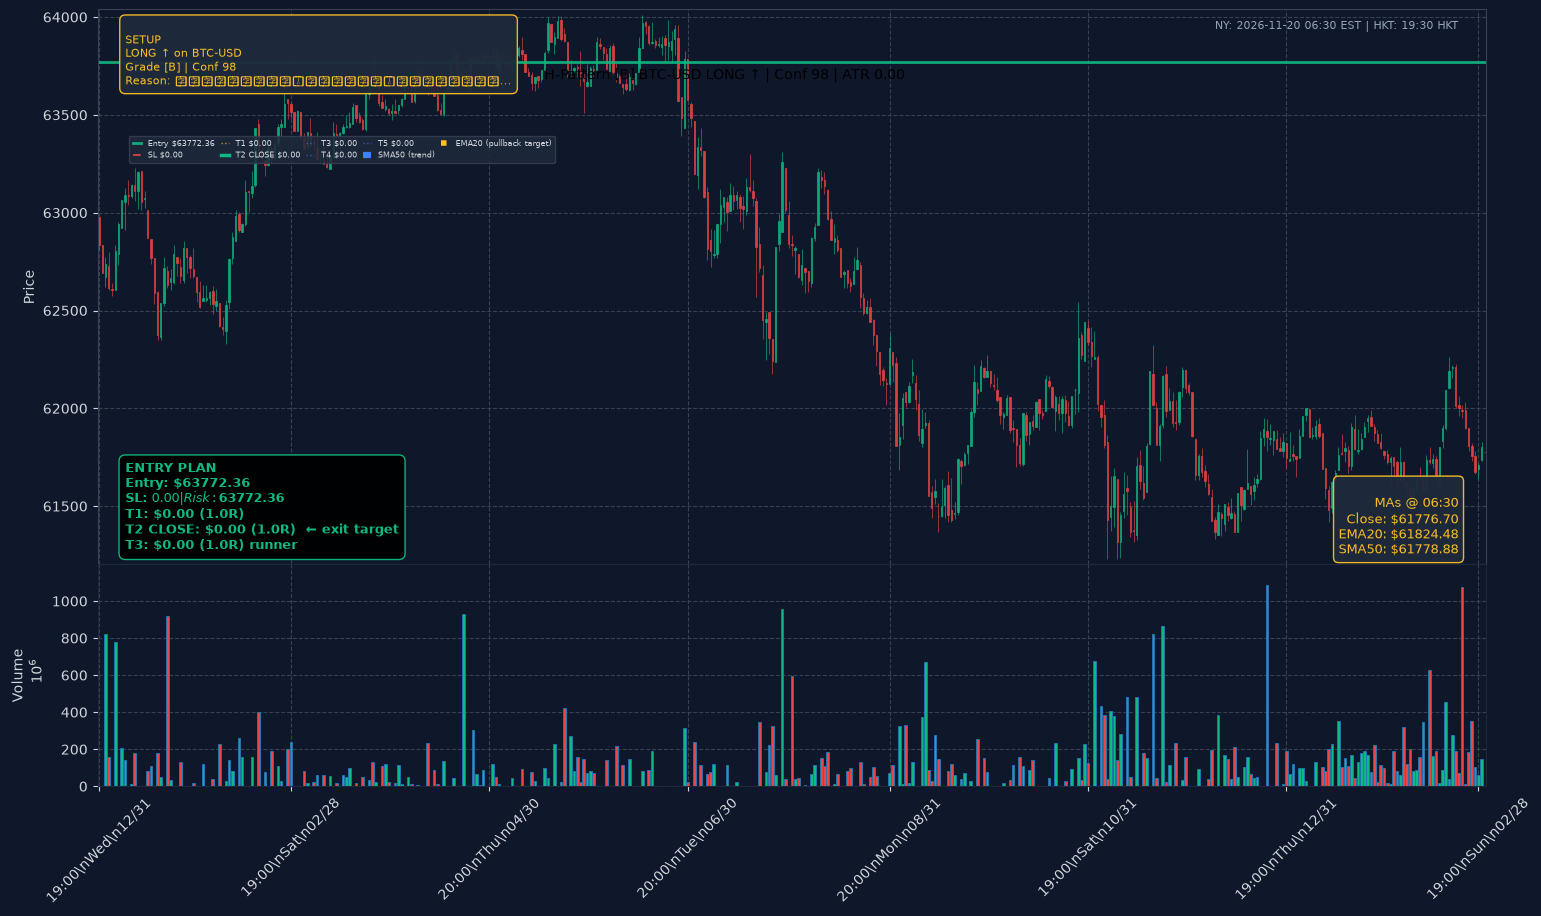 NY: 2026-11-20 06:30 EST | HKT: 19:30 HKT
SETUP
LONG ↑ on BTC-USD
Grade [B] | Conf 98
Reason:
BTC-USD LONG ↑ | Conf 98 | ATR 0.00
Entry $63772.36
SL $0.00
T1 $0.00
T2 CLOSE $0.00
T3 $0.00
T4 $0.00
T5 $0.00
SMA50 (trend)
EMA20 (pullback target)
Price
64000
63500
63000
62500
62000
61500
ENTRY PLAN
Entry: $63772.36
SL: 0.00|Risk:63772.36
T1: $0.00 (1.0R)
T2 CLOSE: $0.00 (1.0R) ← exit target
T3: $0.00 (1.0R) runner
MAs @ 06:30
Close: $61776.70
EMA20: $61824.48
SMA50: $61778.88
Volume
10⁶
1000
800
600
400
200
0
19:00\nWed\n12/31
19:00\nSat\n02/28
20:00\nThu\n04/30
20:00\nTue\n06/30
20:00\nMon\n08/31
19:00\nSat\n10/31
19:00\nThu\n12/31
19:00\nSun\n02/28